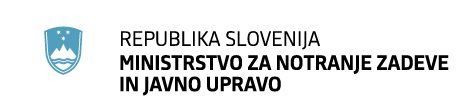 REPUBLIKA SLOVENIJA
MINISTRSTVO ZA NOTRANJE ZADEVE
IN JAVNO UPRAVO